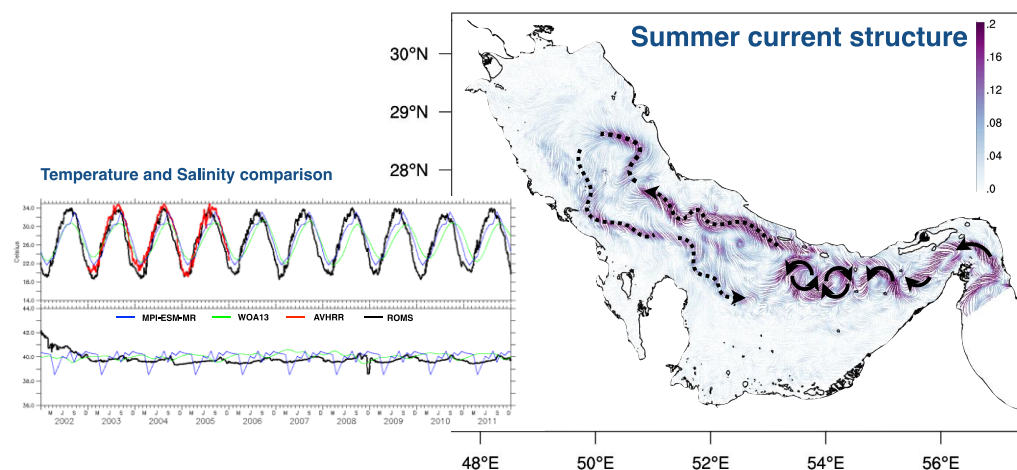 Summer current structure
.2
.16
.12
.08
.04
.0
30°N
29°N
28°N
48°E 50°E 52°E 54°E 56°E
Temperature and Salinity comparison
Celsius
34.0
30.0
26.0
22.0
18.0
14.0
MPI-ESM-MR WOA13 AVHRR ROMS
44.0
42.0
40.0
38.0
36.0
M J S D M J S D M J S D M J S D M J S D M J S D M J S D M J S D M J S D M J S D
2002 2003 2004 2005 2006 2007 2008 2009 2010 2011